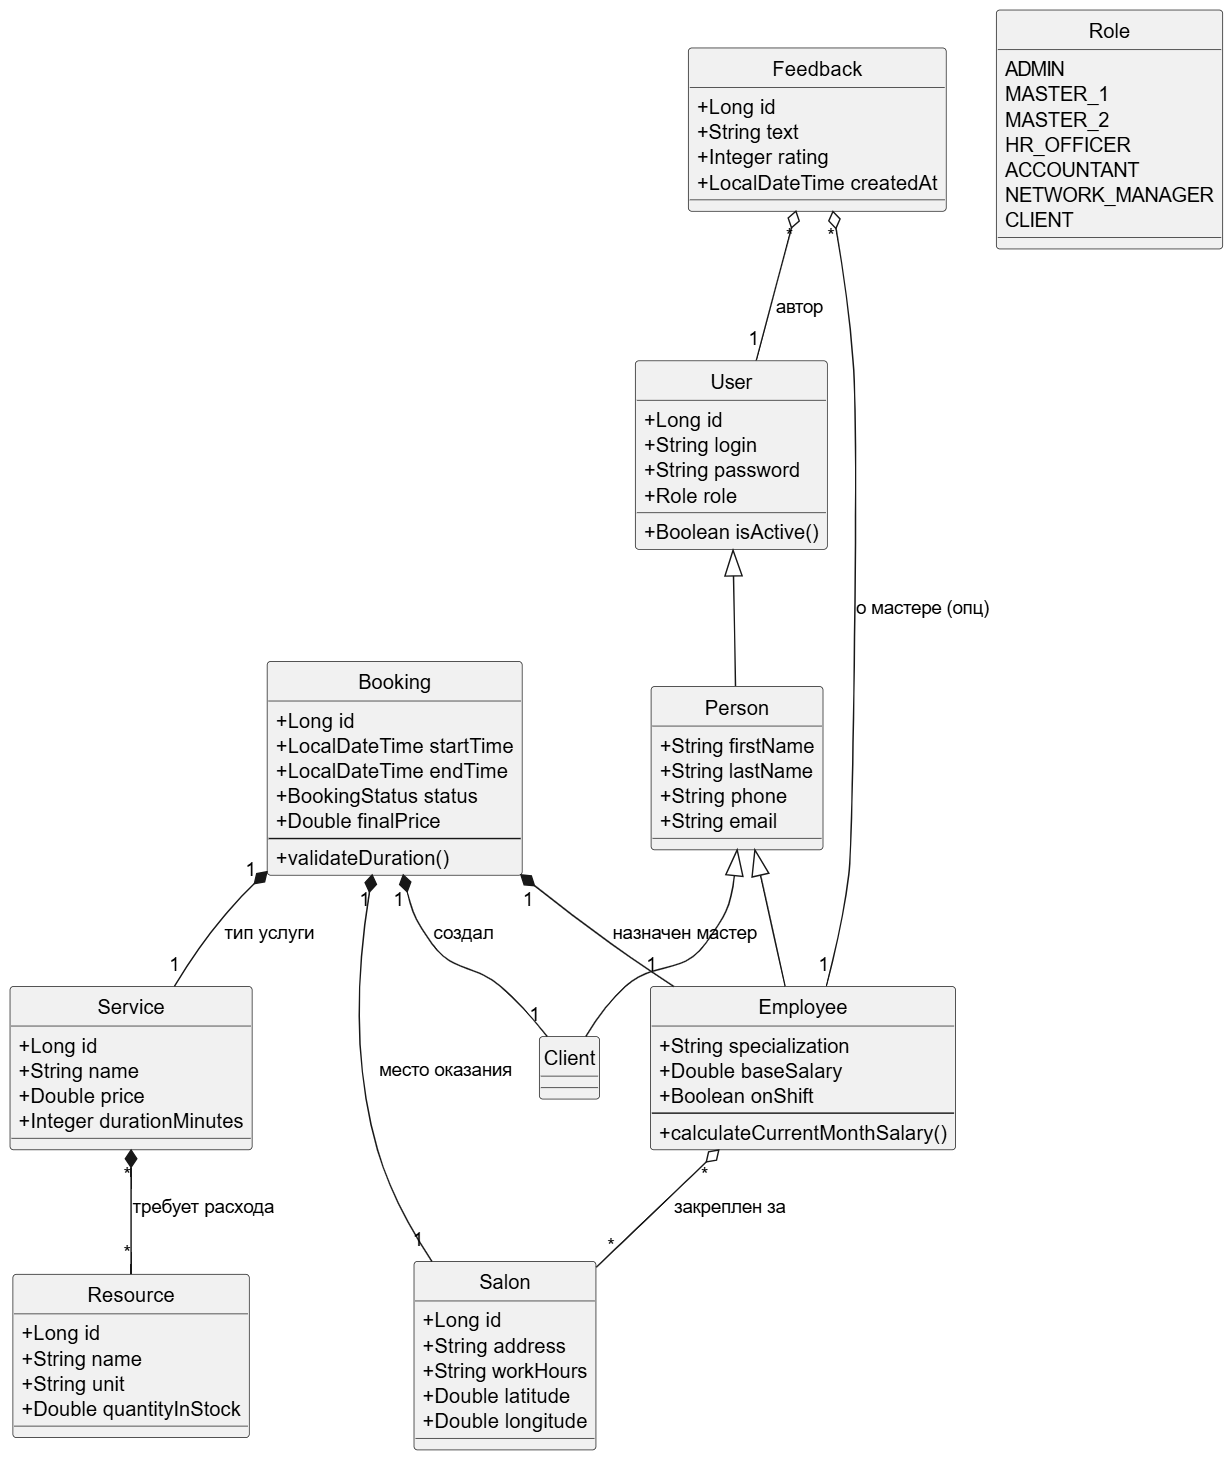 Role
ADMIN
MASTER_1
MASTER_2
HR_OFFICER
ACCOUNTANT
NETWORK_MANAGER
CLIENT
Feedback
+Long id
+String text
+Integer rating
+LocalDateTime createdAt
*
*
автор
1
User
+Long id
+String login
+String password
+Role role
+Boolean isActive()
о мастере (опц)
Booking
+Long id
+LocalDateTime startTime
+LocalDateTime endTime
+BookingStatus status
+Double finalPrice
+validateDuration()
Person
+String firstName
+String lastName
+String phone
+String email
1
1
1
1
тип услуги
создал
назначен мастер
1
1
1
Service
+Long id
+String name
+Double price
+Integer durationMinutes
1
Client
Employee
+String specialization
+Double baseSalary
+Boolean onShift
+calculateCurrentMonthSalary()
место оказания
*
*
требует расхода
закреплен за
*
1
*
Resource
+Long id
+String name
+String unit
+Double quantityInStock
Salon
+Long id
+String address
+String workHours
+Double latitude
+Double longitude